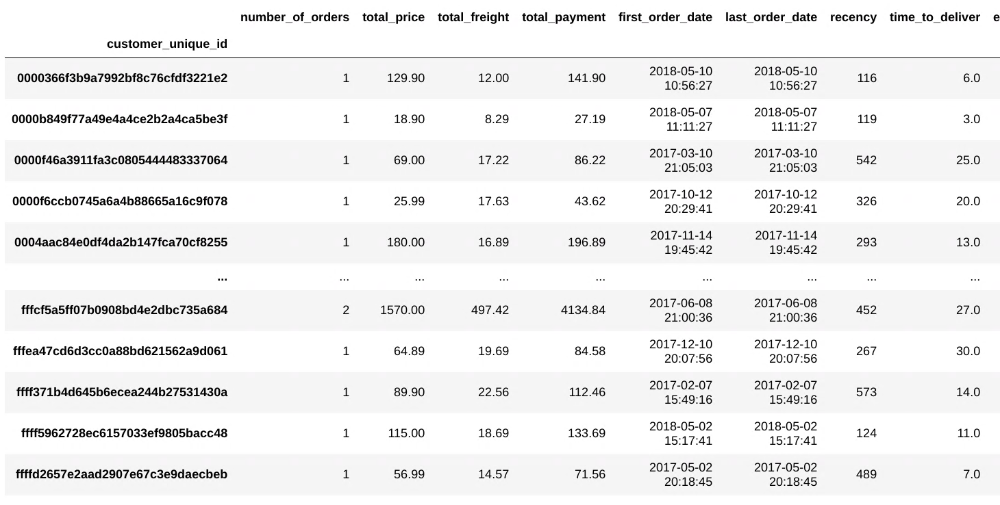 number_of_orders total_price total_freight total_payment first_order_date last_order_date recency time_to_deliver e
customer_unique_id
0000366f3b9a7992bf8c76cfdf3221e2 1 129.90 12.00 141.90 2018-05-10 10:56:27 2018-05-10 10:56:27 116 6.0
0000b849f77a49e4a4ce2b2a4ca5be3f 1 18.90 8.29 27.19 2018-05-07 11:11:27 2018-05-07 11:11:27 119 3.0
0000f46a3911fa3c0805444483337064 1 69.00 17.22 86.22 2017-03-10 21:05:03 2017-03-10 21:05:03 542 25.0
0000f6ccb0745a6a4b88665a16c9f078 1 25.99 17.63 43.62 2017-10-12 20:29:41 2017-10-12 20:29:41 326 20.0
0004aac84e0df4da2b147fca70cf8255 1 180.00 16.89 196.89 2017-11-14 19:45:42 2017-11-14 19:45:42 293 13.0
... ... ... ... ... ... ... ... ...
fffcf5a5ff07b0908bd4e2dbc735a684 2 1570.00 497.42 4134.84 2017-06-08 21:00:36 2017-06-08 21:00:36 452 27.0
fffea47cd6d3cc0a88bd621562a9d061 1 64.89 19.69 84.58 2017-12-10 20:07:56 2017-12-10 20:07:56 267 30.0
ffff371b4d645b6ecea244b27531430a 1 89.90 22.56 112.46 2017-02-07 15:49:16 2017-02-07 15:49:16 573 14.0
ffff5962728ec6157033ef9805bacc48 1 115.00 18.69 133.69 2018-05-02 15:17:41 2018-05-02 15:17:41 124 11.0
ffffd2657e2aad2907e67c3e9daecbeb 1 56.99 14.57 71.56 2017-05-02 20:18:45 2017-05-02 20:18:45 489 7.0